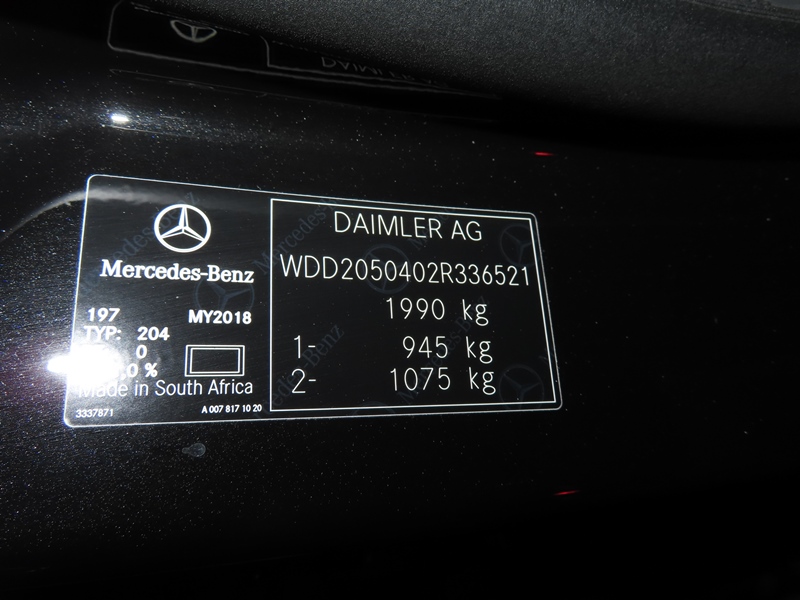 Mercedes-Benz
197 MY2018
TYP: 204
0
,0 %
Made in South Africa
3337871 A 007 817 10 20
DAIMLER AG
WDD2050402R336521
1990 kg
1- 945 kg
2- 1075 kg